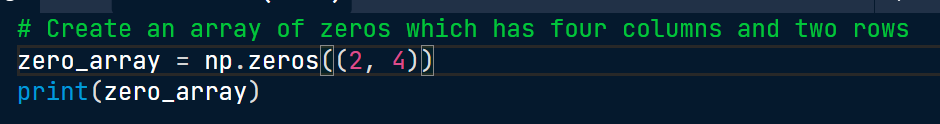 # Create an array of zeros which has four columns and two rows
zero_array = np.zeros((2, 4))
print(zero_array)